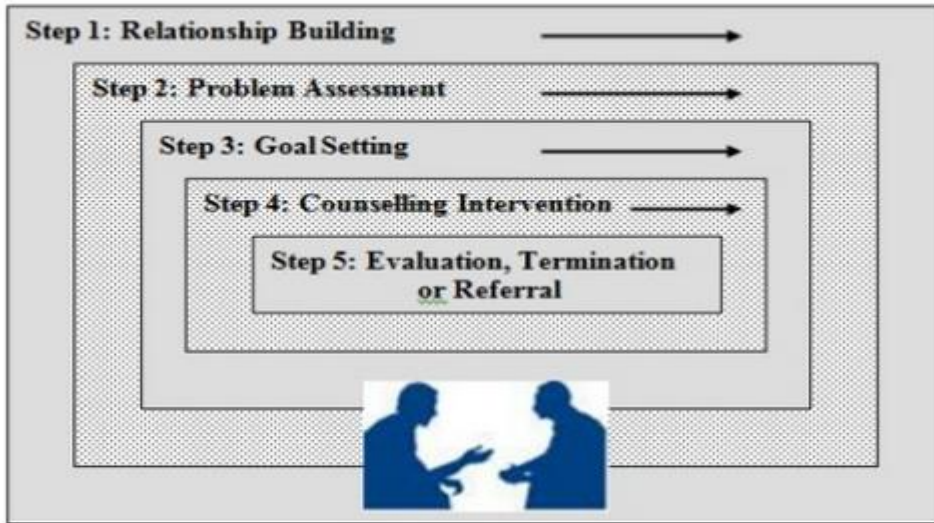 Step 1: Relationship Building
Step 2: Problem Assessment
Step 3: Goal Setting
Step 4: Counselling Intervention
Step 5: Evaluation, Termination
or Referral